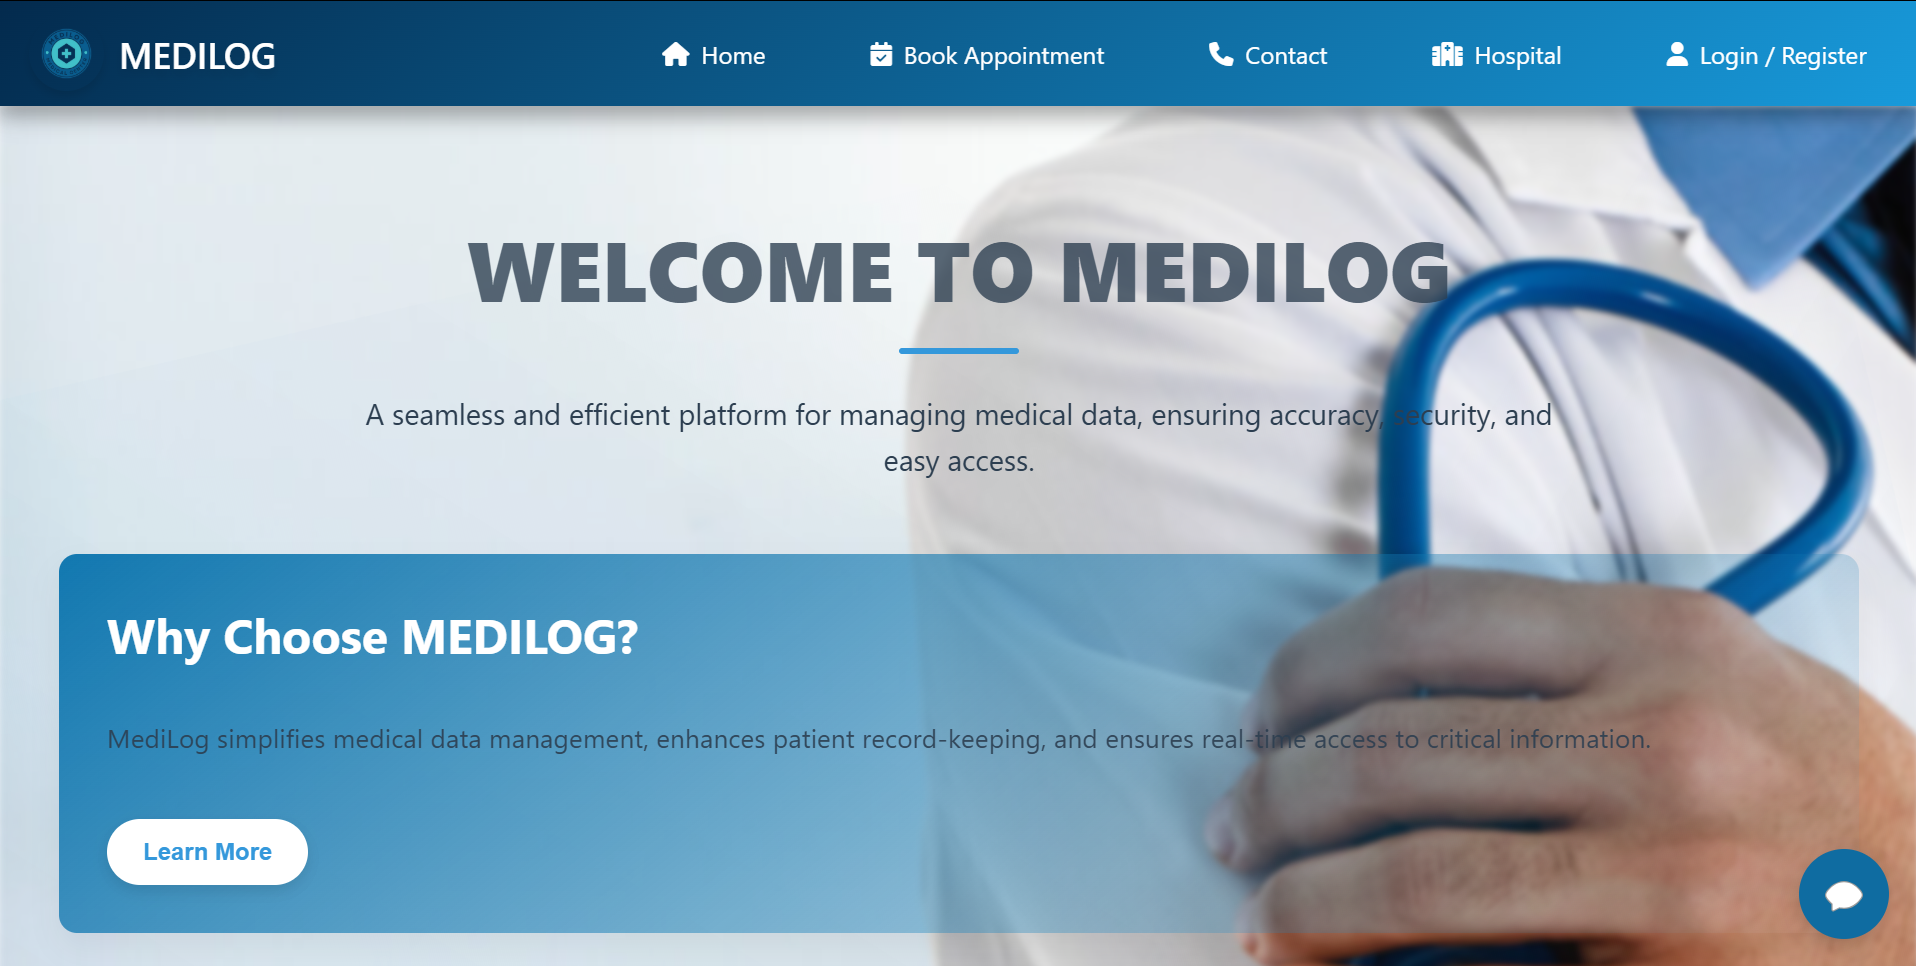 MEDILOG
Home
Book Appointment
Contact
Hospital
Login / Register
WELCOME TO MEDILOG
A seamless and efficient platform for managing medical data, ensuring accuracy, security, and
easy access.
Why Choose MEDILOG?
MediLog simplifies medical data management, enhances patient record-keeping, and ensures real-time access to critical information.
Learn More